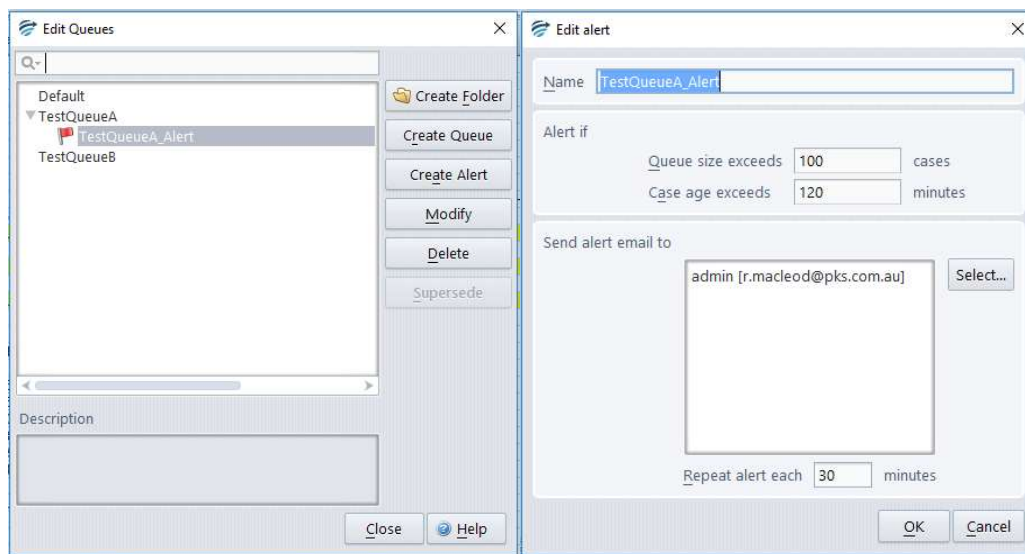 Edit Queues
Default
TestQueueA
TestQueueA_Alert
TestQueueB
Create Folder
Create Queue
Create Alert
Modify
Delete
Supersede
Description
Close
Help
Edit alert
Name TestQueueA_Alert
Alert if
Queue size exceeds 100 cases
Case age exceeds 120 minutes
Send alert email to
admin [r.macleod@pks.com.au]
Select...
Repeat alert each 30 minutes
OK Cancel